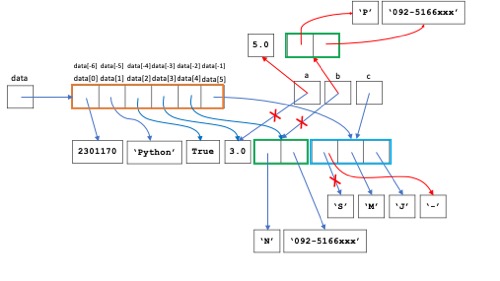 ‘P’ ‘092-5166xxx’
5.0
data[-6] data[-5] data[-4] data[-3] data[-2] data[-1]
data a b c
data[0] data[1] data[2] data[3] data[4] data[5]
2301170 ‘Python’ True 3.0
‘S’ ‘M’ ‘J’ ‘-’
‘N’ ‘092-5166xxx’